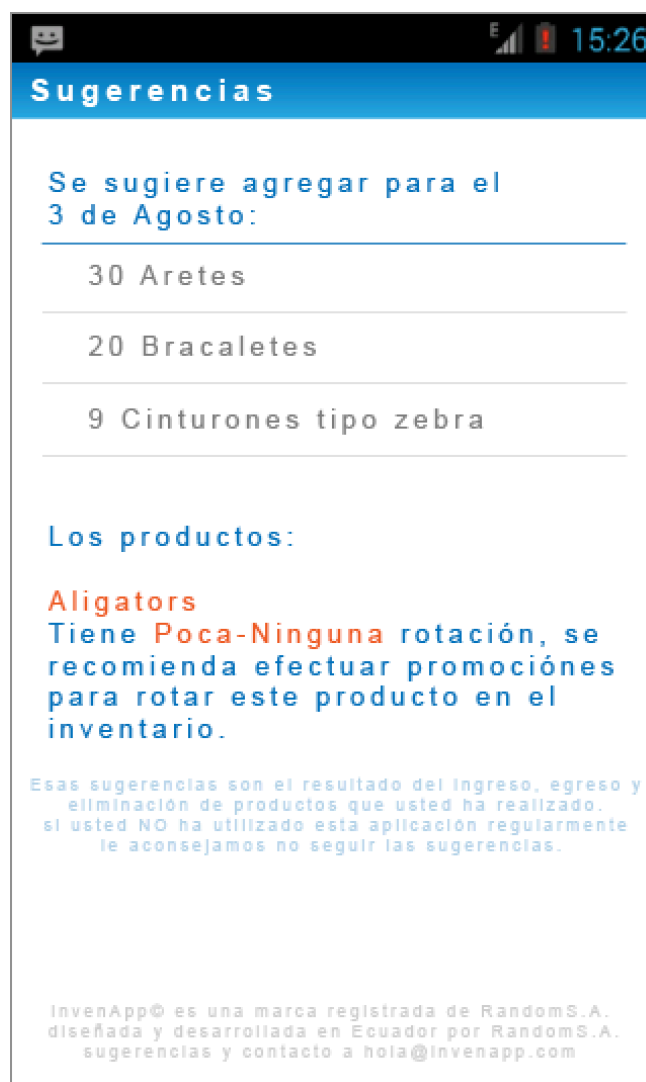 E 15:26
Sugerencias
Se sugiere agregar para el
3 de Agosto:
30 Aretes
20 Bracaletes
9 Cinturones tipo zebra
Los productos:
Aligators
Tiene Poca-Ninguna rotación, se
recomienda efectuar promociónes
para rotar este producto en el
inventario.
Esas sugerencias son el resultado del ingreso, egreso y
eliminación de productos que usted ha realizado.
si usted NO ha utilizado esta aplicación regularmente
le aconsejamos no seguir las sugerencias.
InvenApp© es una marca registrada de RandomS.A.
diseñada y desarrollada en Ecuador por RandomS.A.
sugerencias y contacto a hola@invenapp.com